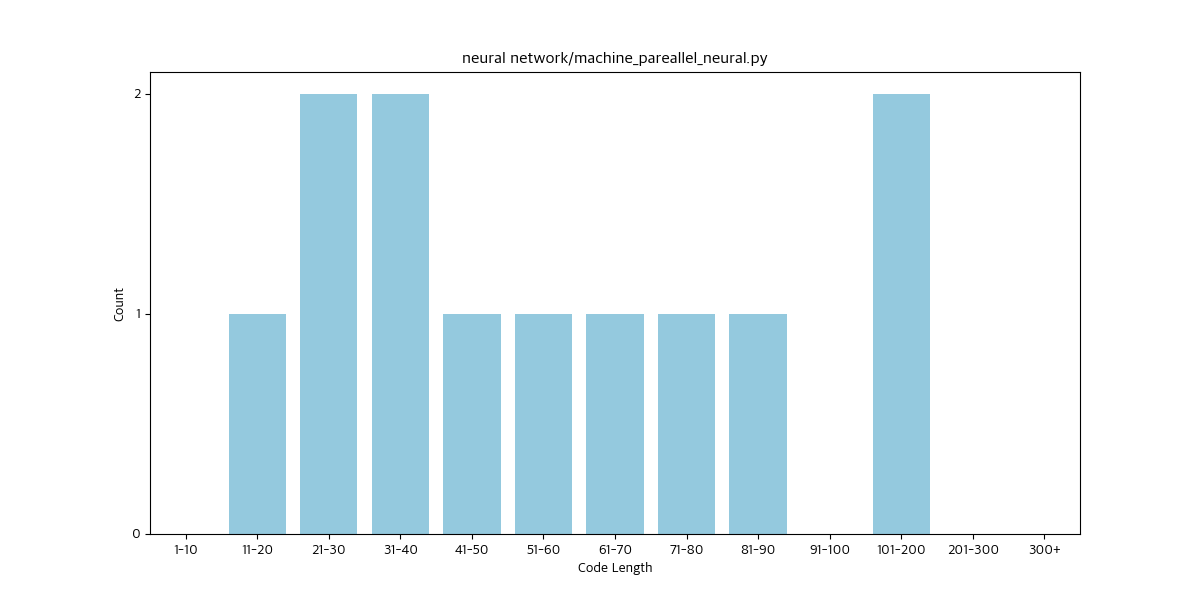 neural network/machine_pareallel_neural.py
2
1
0
Count
1-10 11-20 21-30 31-40 41-50 51-60 61-70 71-80 81-90 91-100 101-200 201-300 300+
Code Length